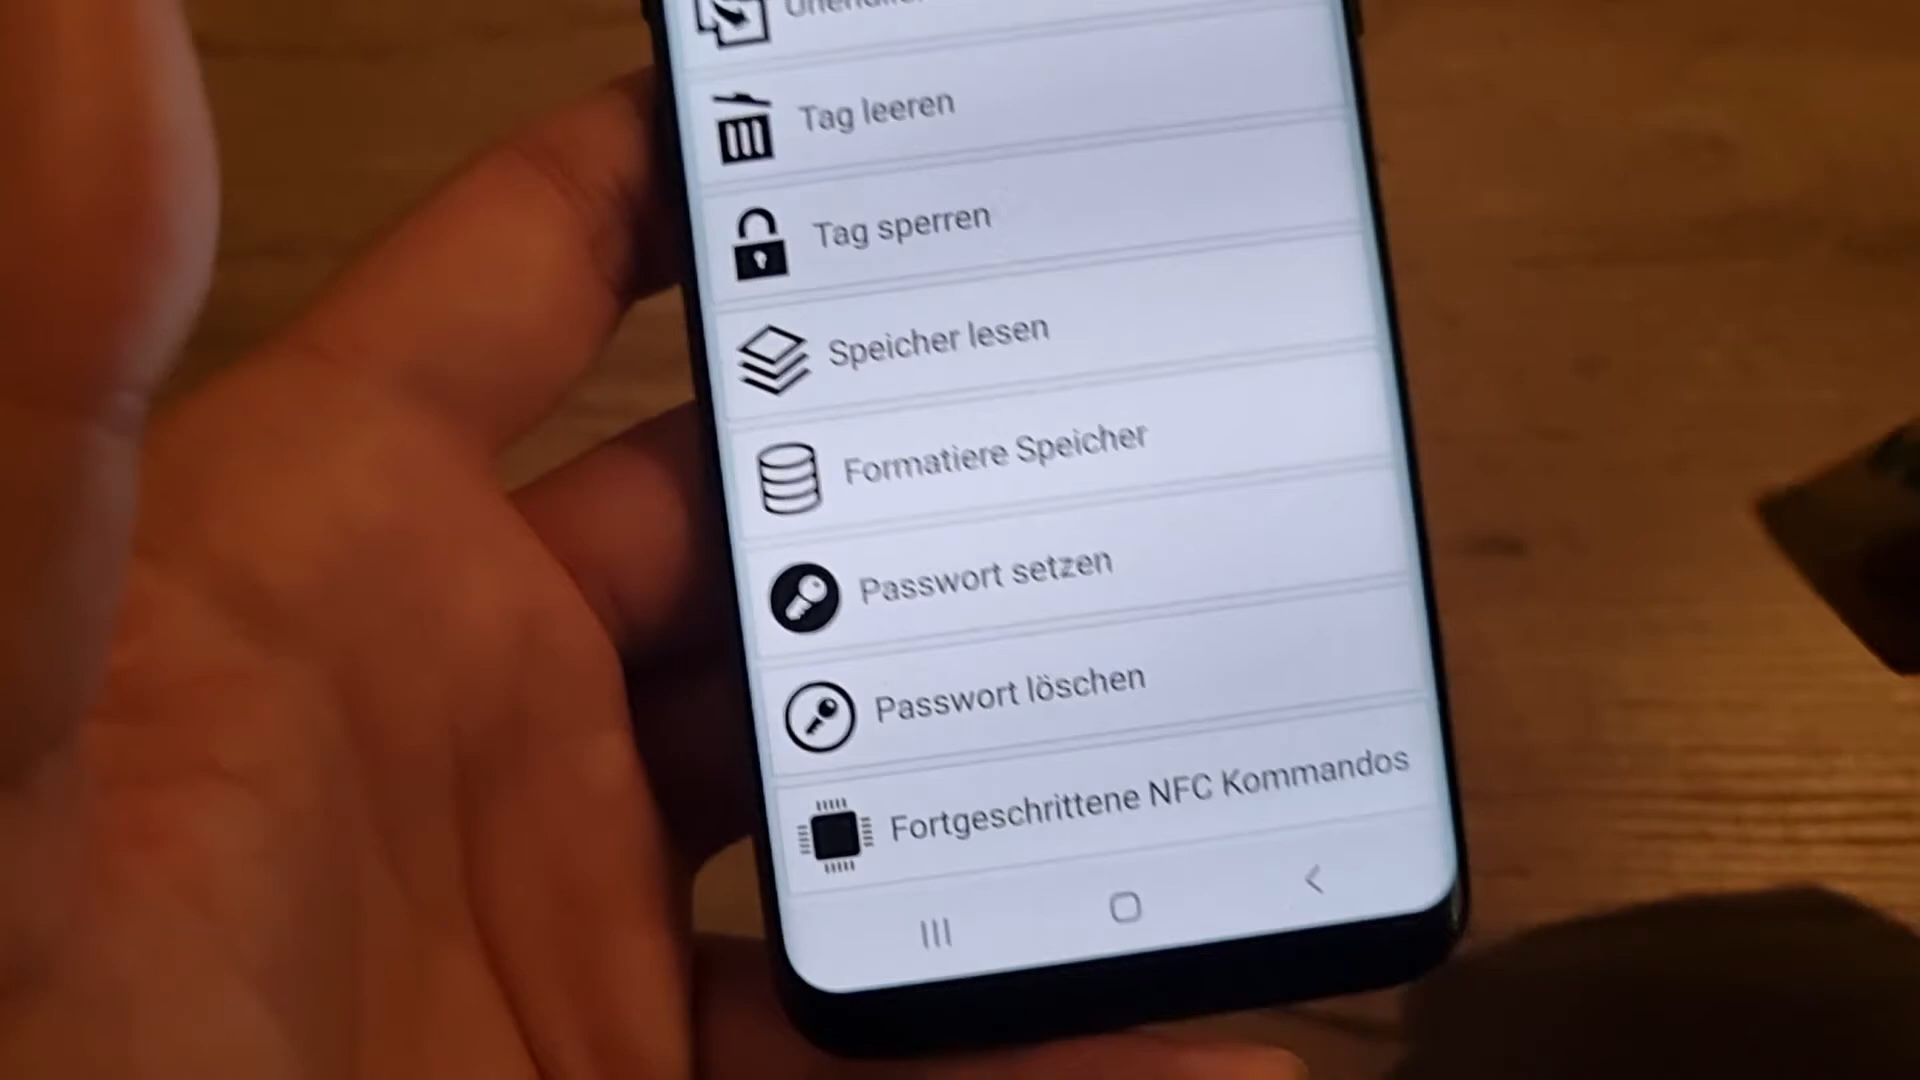 Tag leeren
Tag sperren
Speicher lesen
Formatiere Speicher
Passwort setzen
Passwort löschen
Fortgeschrittene NFC Kommandos